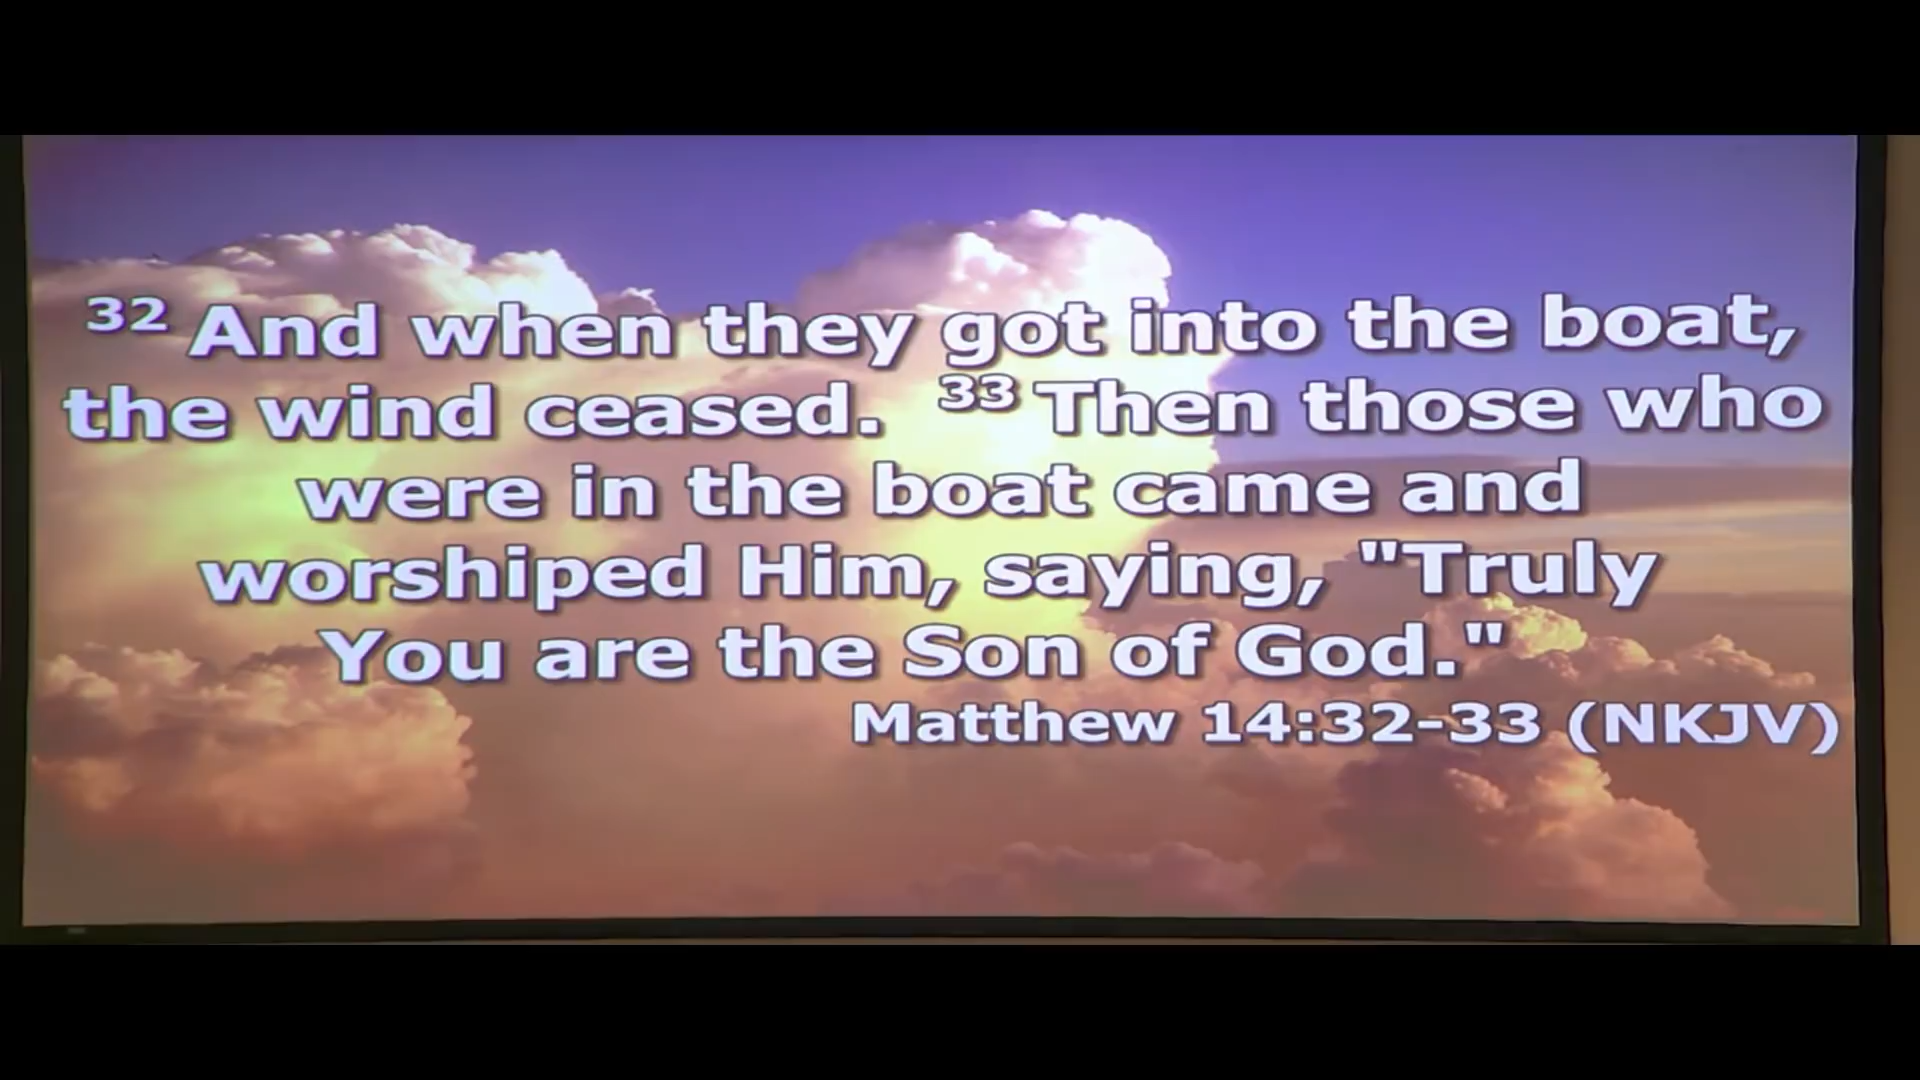 32 And when they got into the boat,
the wind ceased. 33 Then those who
were in the boat came and
worshiped Him, saying, "Truly
You are the Son of God."
Matthew 14:32-33 (NKJV)